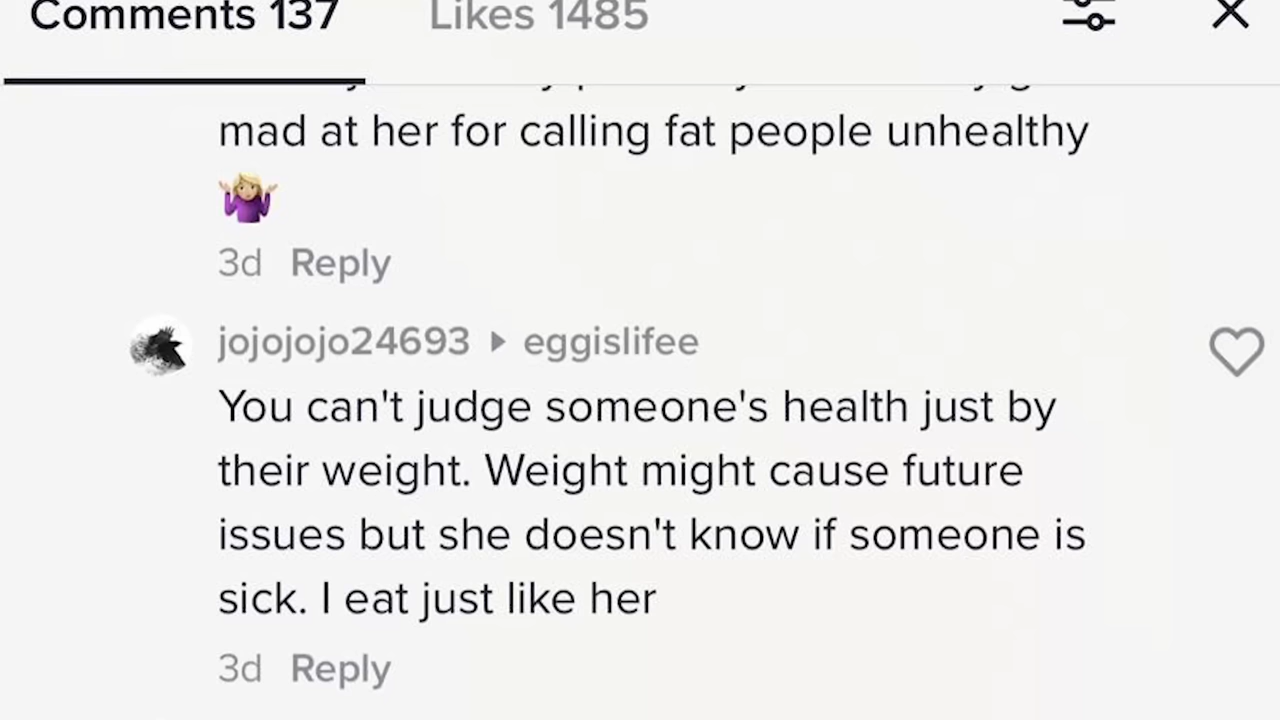 Comments 137 Likes 1485
mad at her for calling fat people unhealthy
🤷🏼‍♀️
3d Reply
jojojojo24693 ▸ eggislifee
You can't judge someone's health just by
their weight. Weight might cause future
issues but she doesn't know if someone is
sick. I eat just like her
3d Reply